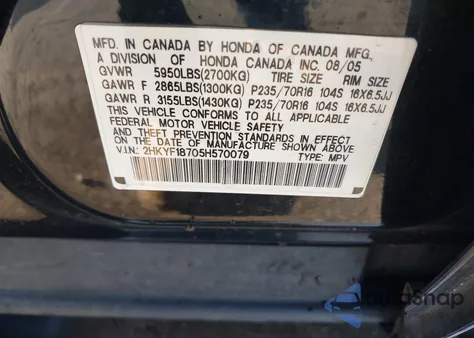 MFD. IN CANADA BY HONDA OF CANADA MFG.,
A DIVISION OF HONDA CANADA INC. 08/05
GVWR 5950LBS(2700KG) TIRE SIZE RIM SIZE
GAWR F 2865LBS(1300KG) P235/70R16 104S 16X6.5JJ
GAWR R 3155LBS(1430KG) P235/70R16 104S 16X6.5JJ
THIS VEHICLE CONFORMS TO ALL APPLICABLE
FEDERAL MOTOR VEHICLE SAFETY
STANDARDS IN EFFECT ON THE
DATE OF MANUFACTURE SHOWN ABOVE
V.I.N.: 2HKYF18705H570079 TYPE: MPV
autosnap